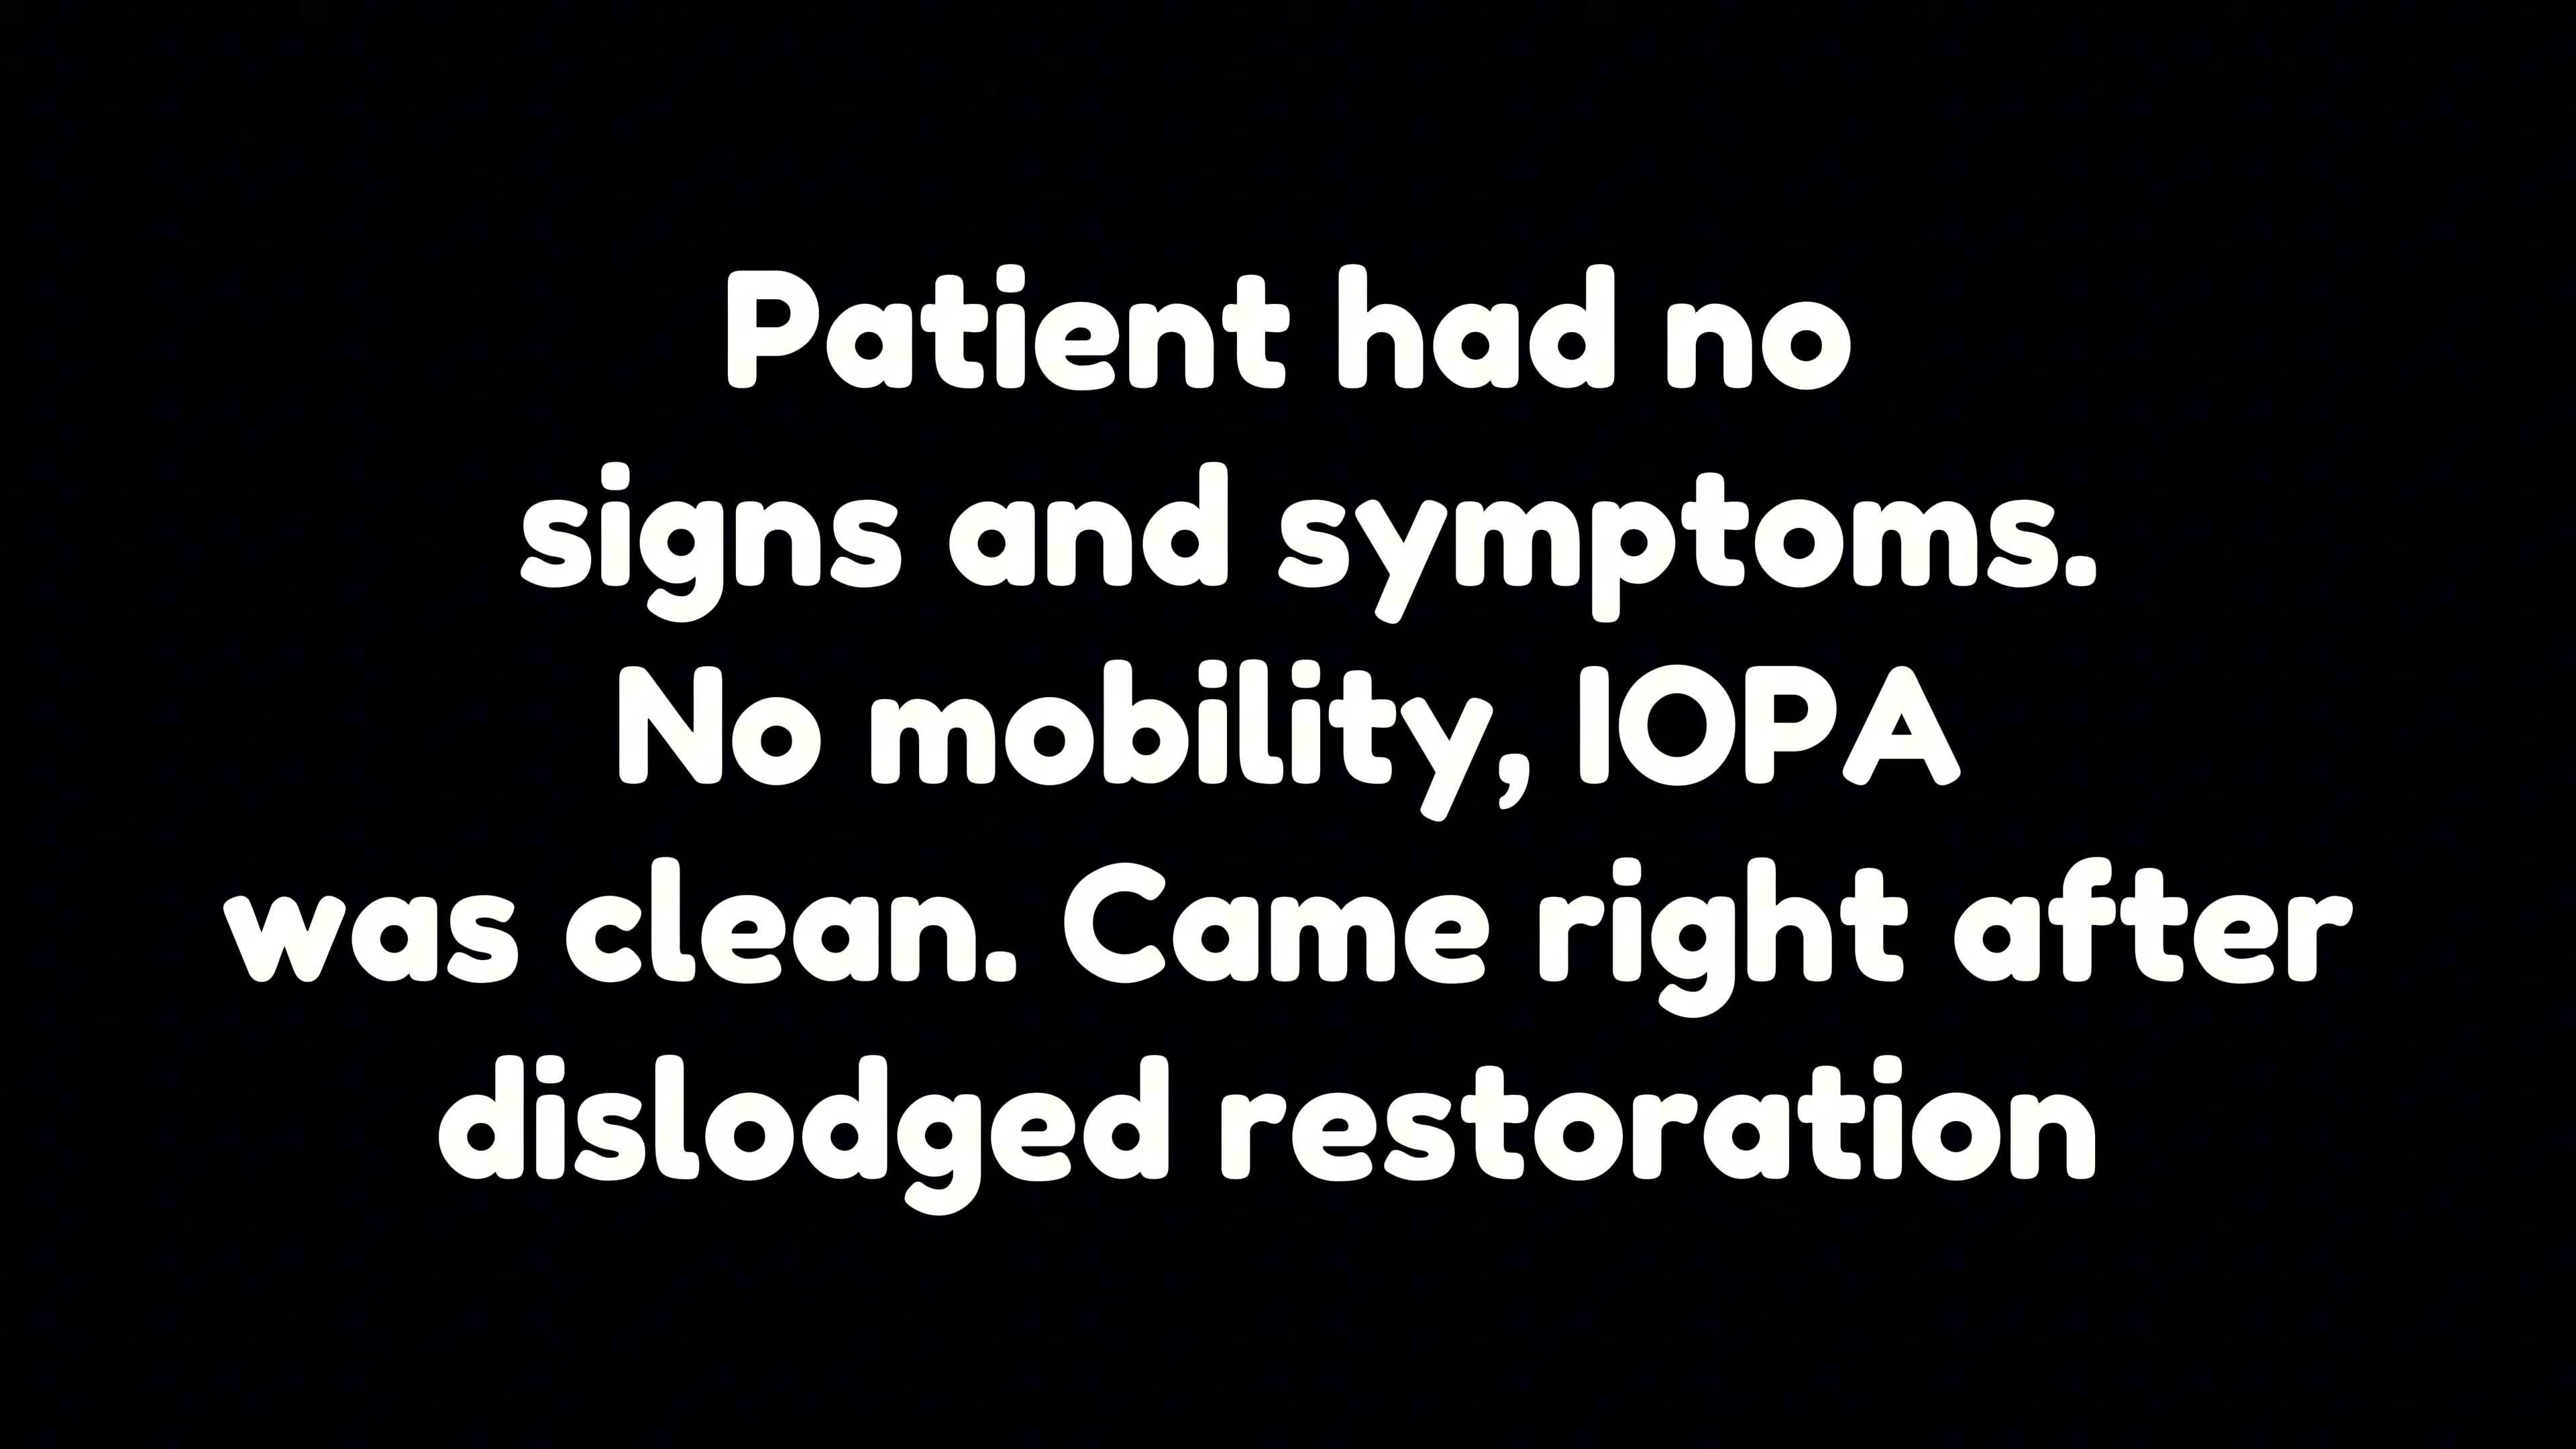 Patient had no
signs and symptoms.
No mobility, IOPA
was clean. Came right after
dislodged restoration